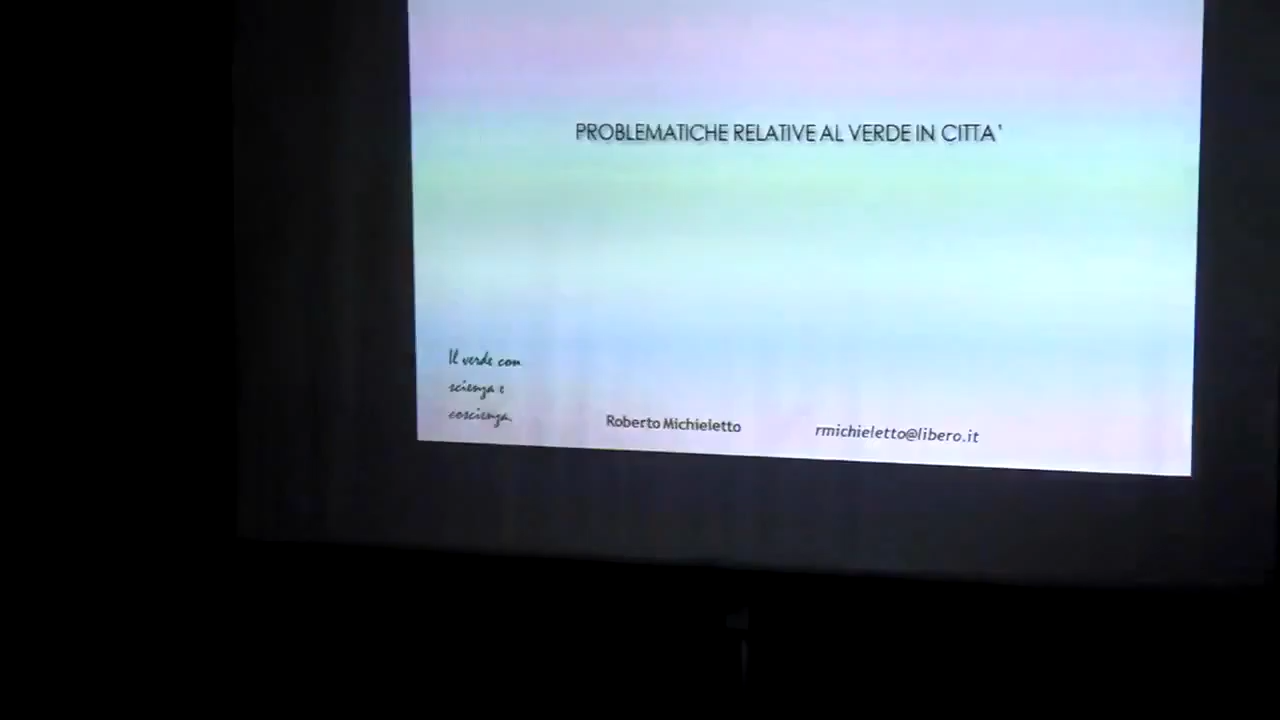 PROBLEMATICHE RELATIVE AL VERDE IN CITTA'
Il verde con
scienza e
coscienza.
Roberto Michieletto
rmichieletto@libero.it